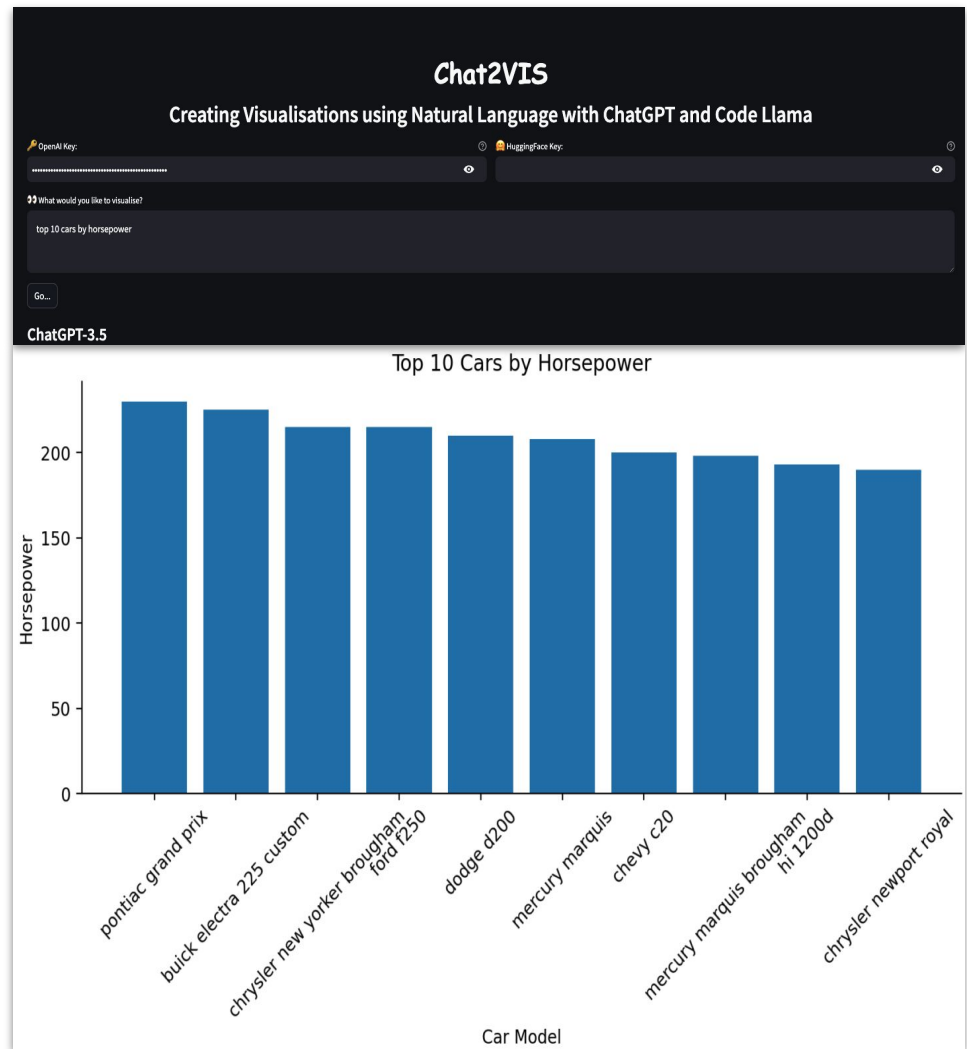 Chat2VIS
Creating Visualisations using Natural Language with ChatGPT and Code Llama
🔑 OpenAI Key:
🤗 HuggingFace Key:
👀 What would you like to visualise?
top 10 cars by horsepower
Go...
ChatGPT-3.5
Top 10 Cars by Horsepower
Horsepower
200
150
100
50
0
pontiac grand prix
buick electra 225 custom
chrysler new yorker brougham
ford f250
dodge d200
mercury marquis
chevy c20
mercury marquis brougham
hi 1200d
chrysler newport royal
Car Model